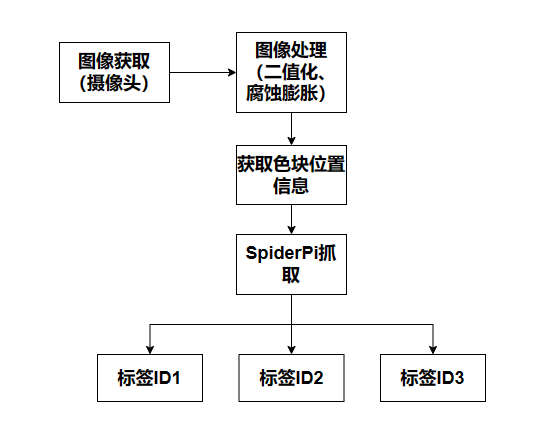 图像获取
（摄像头）
图像处理
（二值化、
腐蚀膨胀）
获取色块位置
信息
SpiderPi抓
取
标签ID1
标签ID2
标签ID3